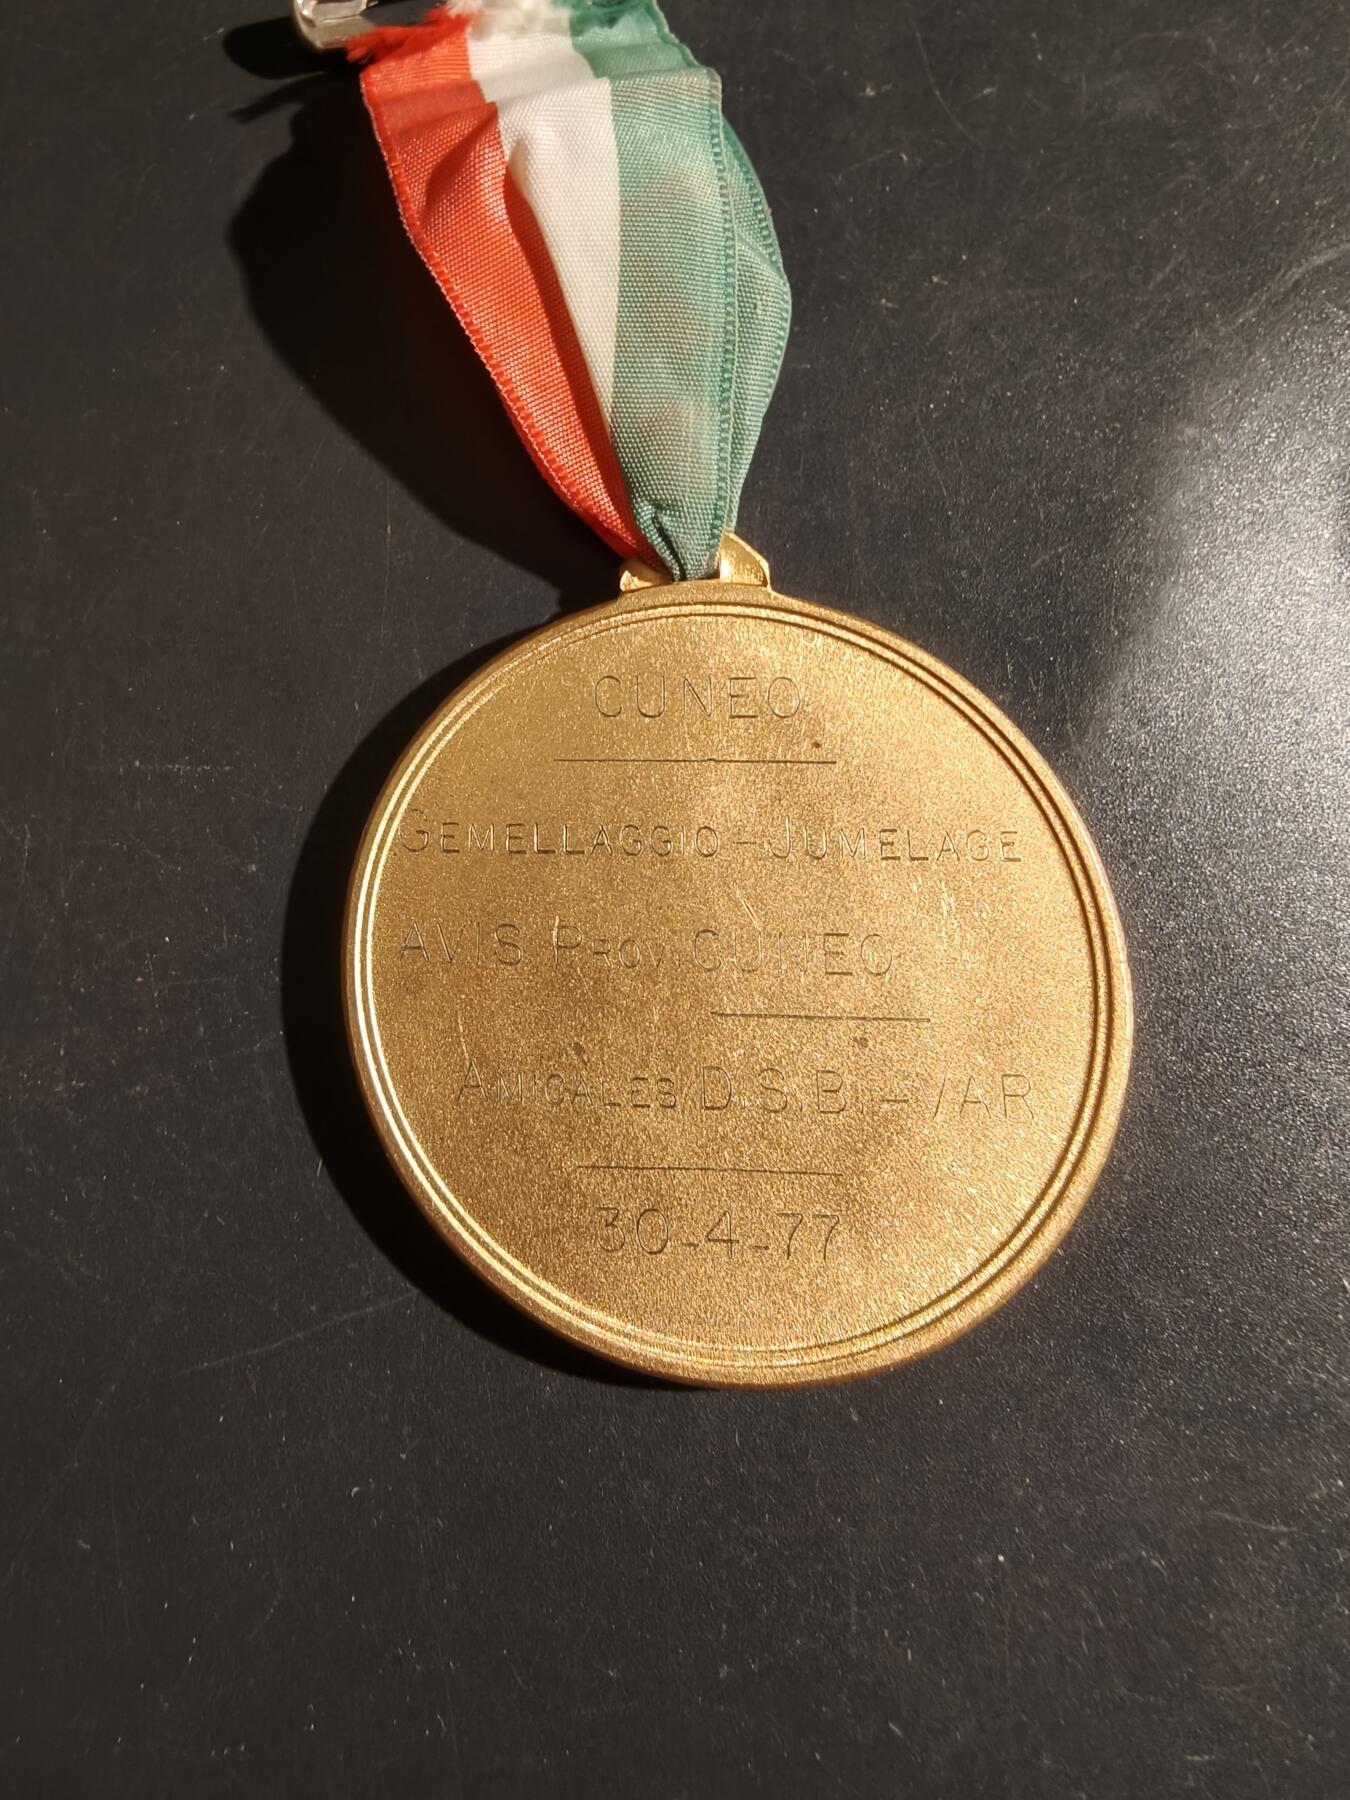 CUNEO
GEMELLAGGIO-JUMELAGE
AVIS PROV. CUNEO
AMICALES D.S.B.-VAR
30-4-77